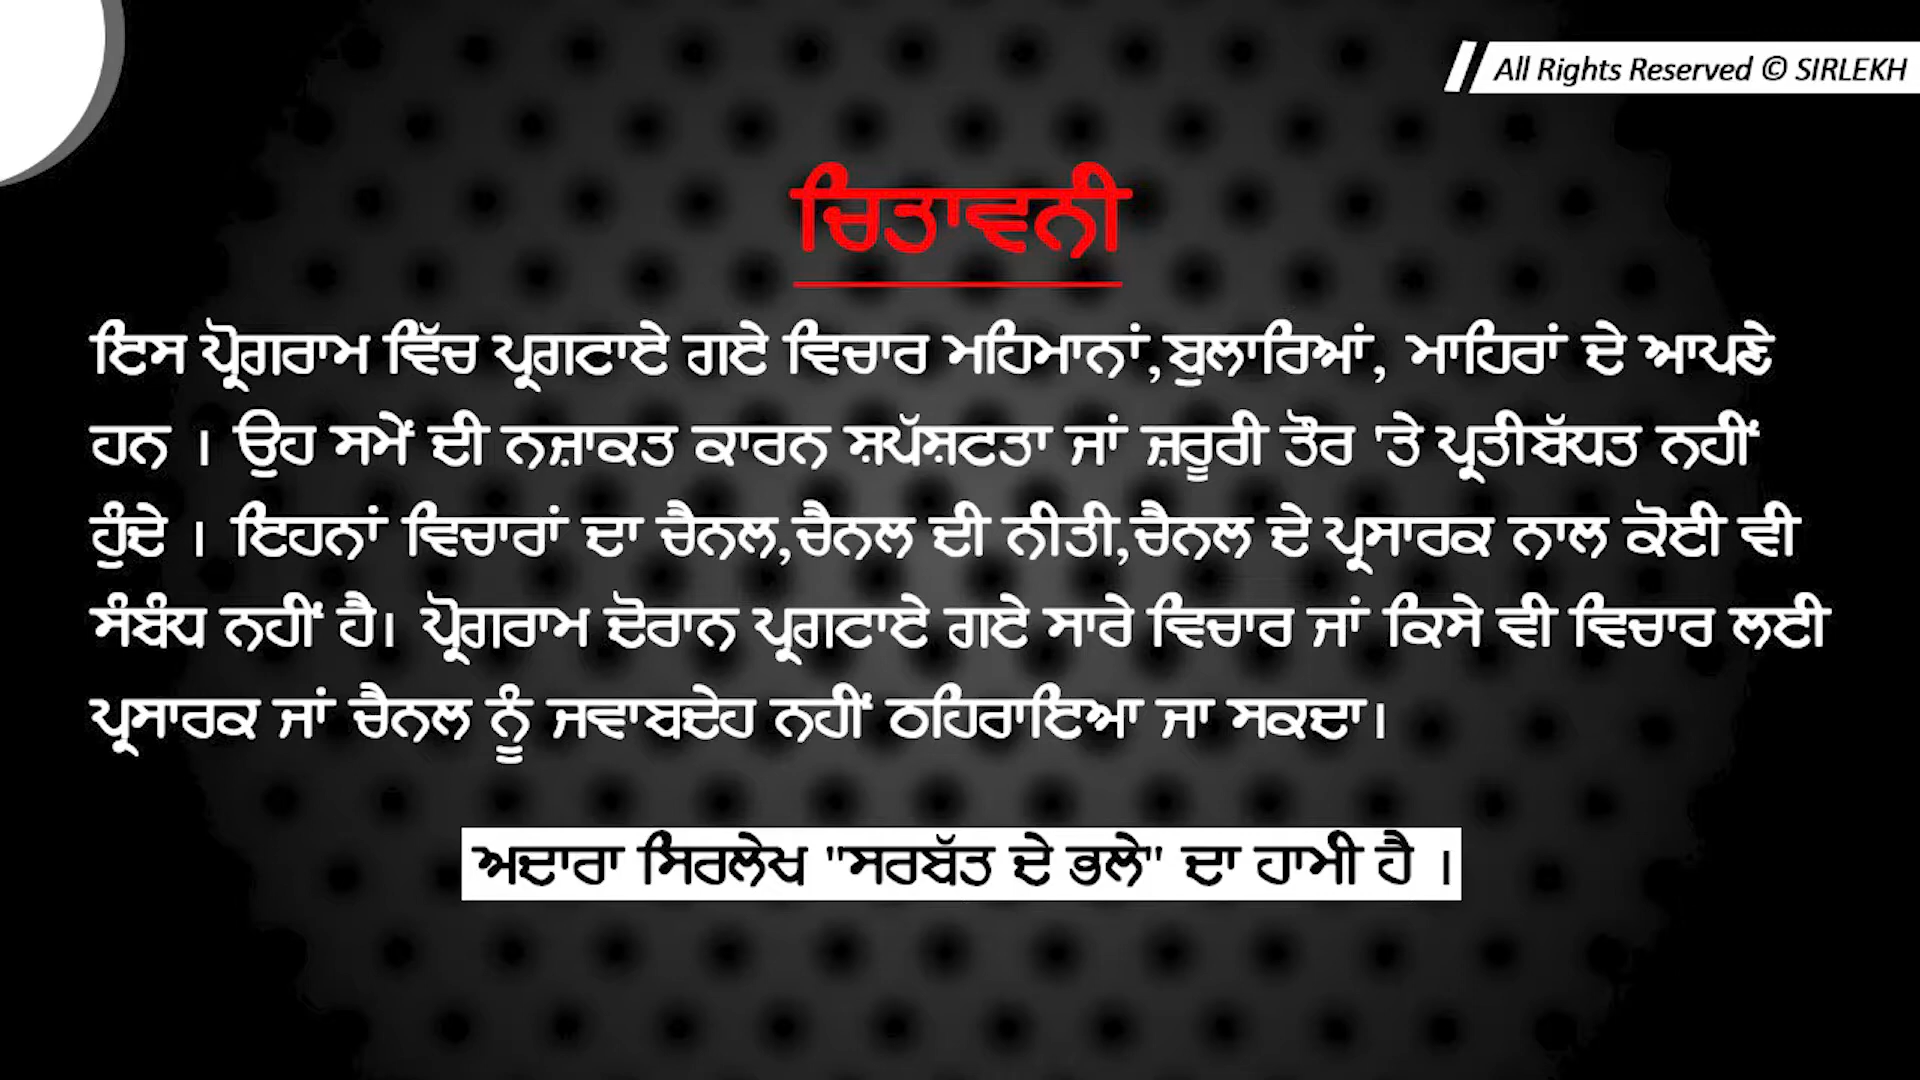 All Rights Reserved © SIRLEKH
ਚਿਤਾਵਨੀ
ਇਸ ਪ੍ਰੋਗਰਾਮ ਵਿੱਚ ਪ੍ਰਗਟਾਏ ਗਏ ਵਿਚਾਰ ਮਹਿਮਾਨਾਂ,ਬੁਲਾਰਿਆਂ, ਮਾਹਿਰਾਂ ਦੇ ਆਪਣੇ
ਹਨ । ਉਹ ਸਮੇਂ ਦੀ ਨਜ਼ਾਕਤ ਕਾਰਨ ਸ਼ਪੱਸ਼ਟਤਾ ਜਾਂ ਜ਼ਰੂਰੀ ਤੌਰ 'ਤੇ ਪ੍ਰਤੀਬੱਧਤ ਨਹੀਂ
ਹੁੰਦੇ । ਇਹਨਾਂ ਵਿਚਾਰਾਂ ਦਾ ਚੈਨਲ,ਚੈਨਲ ਦੀ ਨੀਤੀ,ਚੈਨਲ ਦੇ ਪ੍ਰਸਾਰਕ ਨਾਲ ਕੋਈ ਵੀ
ਸੰਬੰਧ ਨਹੀਂ ਹੈ। ਪ੍ਰੋਗਰਾਮ ਦੋਰਾਨ ਪ੍ਰਗਟਾਏ ਗਏ ਸਾਰੇ ਵਿਚਾਰ ਜਾਂ ਕਿਸੇ ਵੀ ਵਿਚਾਰ ਲਈ
ਪ੍ਰਸਾਰਕ ਜਾਂ ਚੈਨਲ ਨੂੰ ਜਵਾਬਦੇਹ ਨਹੀਂ ਠਹਿਰਾਇਆ ਜਾ ਸਕਦਾ।
ਅਦਾਰਾ ਸਿਰਲੇਖ "ਸਰਬੱਤ ਦੇ ਭਲੇ" ਦਾ ਹਾਮੀ ਹੈ ।